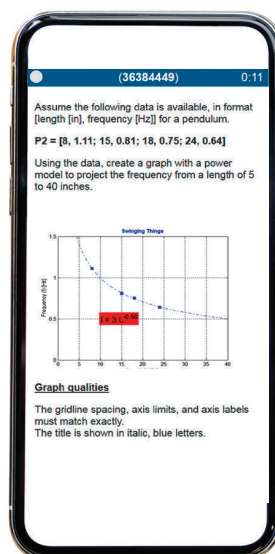 (36384449) 0:11
Assume the following data is available, in format
[length [in], frequency [Hz]] for a pendulum.
P2 = [8, 1.11; 15, 0.81; 18, 0.75; 24, 0.64]
Using the data, create a graph with a power
model to project the frequency from a length of 5
to 40 inches.
Swinging Things
Frequency (f) [Hz]
1.5
1
0.5
0
f = 3 L^-0.50
0 5 10 15 20 25 30 35 40
Graph qualities
The gridline spacing, axis limits, and axis labels
must match exactly.
The title is shown in italic, blue letters.